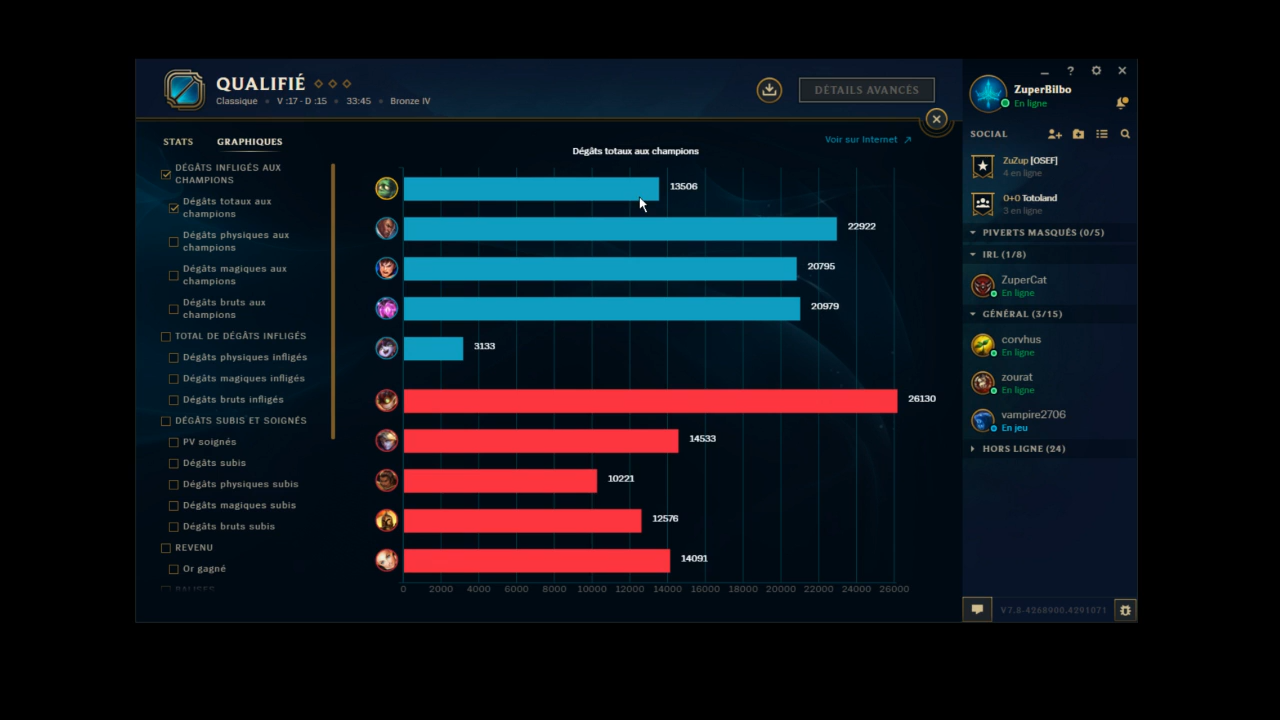 QUALIFIÉ
Classique • V :17 - D :15 • 33:45 • Bronze IV
DÉTAILS AVANCÉS
STATS GRAPHIQUES
Voir sur Internet
DÉGÂTS INFLIGÉS AUX
CHAMPIONS
Dégâts totaux aux
champions
Dégâts physiques aux
champions
Dégâts magiques aux
champions
Dégâts bruts aux
champions
TOTAL DE DÉGÂTS INFLIGÉS
Dégâts physiques infligés
Dégâts magiques infligés
Dégâts bruts infligés
DÉGÂTS SUBIS ET SOIGNÉS
PV soignés
Dégâts subis
Dégâts physiques subis
Dégâts magiques subis
Dégâts bruts subis
REVENU
Or gagné
BALISES
Dégâts totaux aux champions
13506
22922
20795
20979
3133
26130
14533
10221
12576
14091
0 2000 4000 6000 8000 10000 12000 14000 16000 18000 20000 22000 24000 26000
?
ZuperBilbo
En ligne
SOCIAL
ZuZup [OSEF]
4 en ligne
0+0 Totoland
3 en ligne
PIVERTS MASQUÉS (0/5)
IRL (1/8)
ZuperCat
En ligne
GÉNÉRAL (3/15)
corvhus
En ligne
zourat
En ligne
vampire2706
En jeu
HORS LIGNE (24)
V7.8-4268900.4291071